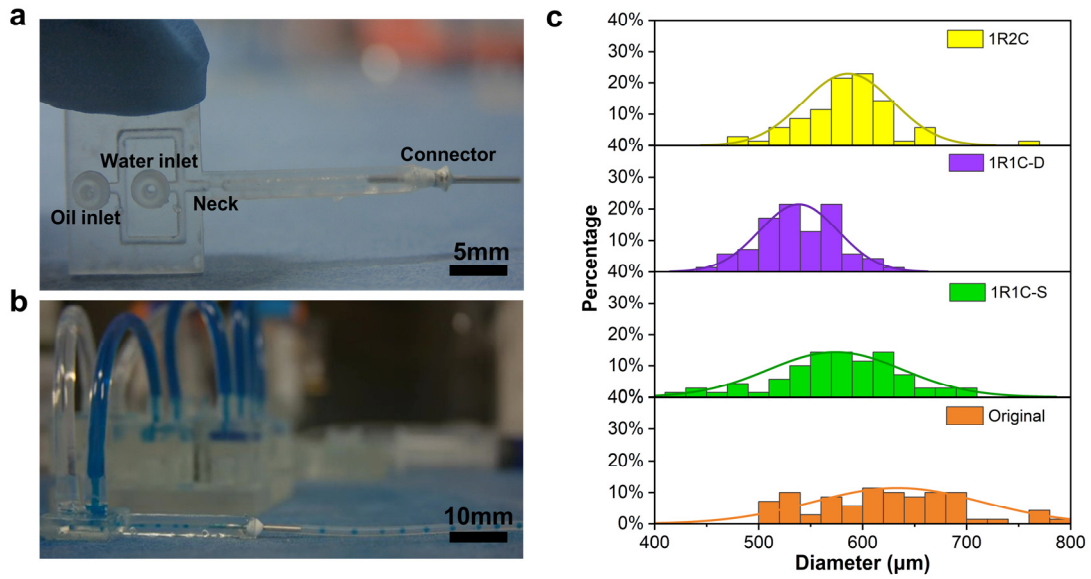 a
Water inlet
Connector
Oil inlet
Neck
5mm
b
10mm
c
Percentage
40%
30%
20%
10%
40%
1R2C
30%
20%
10%
40%
1R1C-D
30%
20%
10%
40%
1R1C-S
30%
20%
10%
0%
Original
400
500
600
700
800
Diameter (µm)